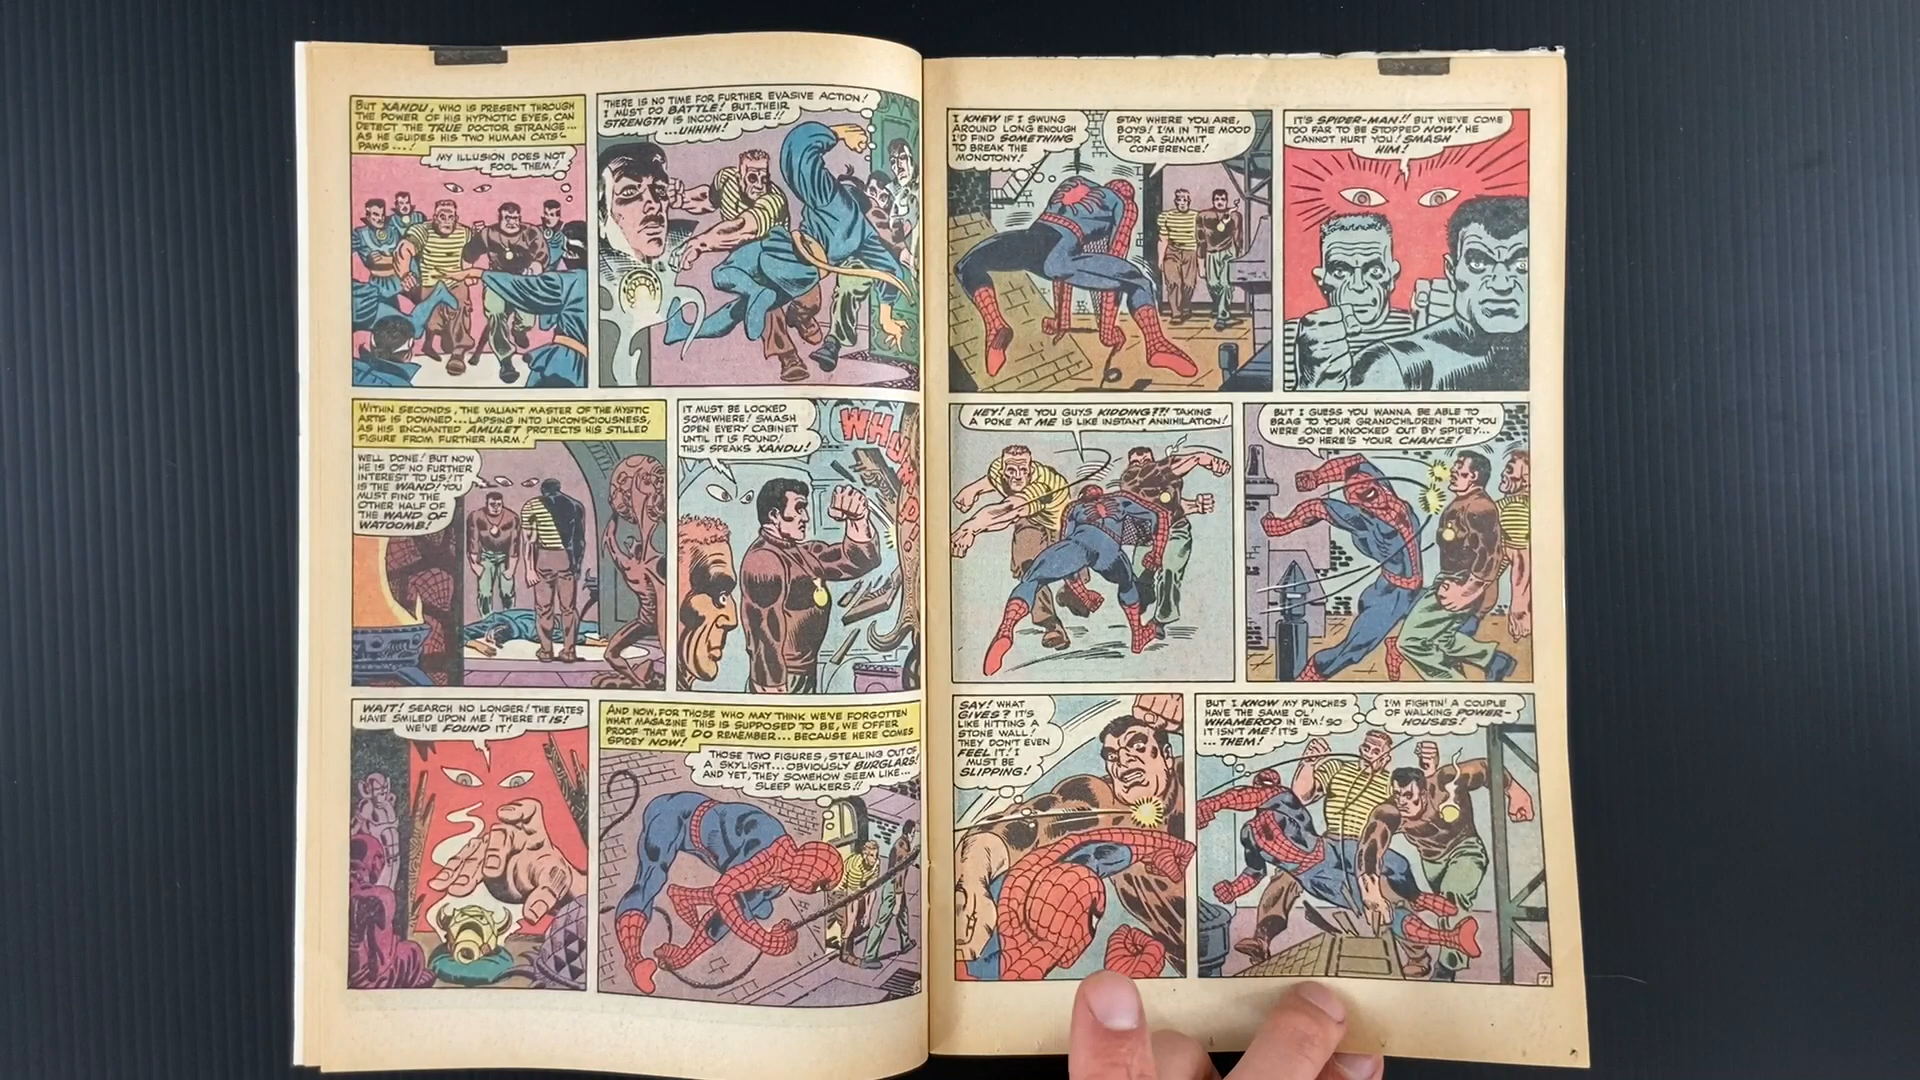 BUT XANDU, WHO IS PRESENT THROUGH
THE POWER OF HIS HYPNOTIC EYES, CAN
DETECT THE TRUE DOCTOR STRANGE...
AS HE GUIDES HIS TWO HUMAN CATS'
PAWS...!
MY ILLUSION DOES NOT
FOOL THEM!
THERE IS NO TIME FOR FURTHER EVASIVE ACTION!
I MUST DO BATTLE! BUT..THEIR
STRENGTH IS INCONCEIVABLE!!
...UHHHH!
WITHIN SECONDS, THE VALIANT MASTER OF THE MYSTIC
ARTS IS DOWNED...LAPSING INTO UNCONSCIOUSNESS,
AS HIS ENCHANTED AMULET PROTECTS HIS STILLED
FIGURE FROM FURTHER HARM!
WELL DONE! BUT NOW
HE IS OF NO FURTHER
INTEREST TO US! IT
IS THE WAND! YOU
MUST FIND THE
OTHER HALF OF
THE WAND OF
WATOOMB!
IT MUST BE LOCKED
SOMEWHERE! SMASH
OPEN EVERY CABINET
UNTIL IT IS FOUND!
THUS SPEAKS XANDU!
WAIT! SEARCH NO LONGER! THE FATES
HAVE SMILED UPON ME! THERE IT IS!
WE'VE FOUND IT!
AND NOW, FOR THOSE WHO MAY THINK WE'VE FORGOTTEN
WHAT MAGAZINE THIS IS SUPPOSED TO BE, WE OFFER
PROOF THAT WE DO REMEMBER... BECAUSE HERE COMES
SPIDEY NOW!
THOSE TWO FIGURES, STEALING OUT OF
A SKYLIGHT...OBVIOUSLY BURGLARS!
AND YET, THEY SOMEHOW SEEM LIKE...
SLEEP WALKERS!!
I KNEW IF I SWUNG
AROUND LONG ENOUGH
I'D FIND SOMETHING
TO BREAK THE
MONOTONY!
STAY WHERE YOU ARE,
BOYS! I'M IN THE MOOD
FOR A SUMMIT
CONFERENCE!
IT'S SPIDER-MAN!! BUT WE'VE COME
TOO FAR TO BE STOPPED NOW! HE
CANNOT HURT YOU! SMASH
HIM!
HEY! ARE YOU GUYS KIDDING??! TAKING
A POKE AT ME IS LIKE INSTANT ANNIHILATION!
BUT I GUESS YOU WANNA BE ABLE TO
BRAG TO YOUR GRANDCHILDREN THAT YOU
WERE ONCE KNOCKED OUT BY SPIDEY...
SO HERE'S YOUR CHANCE!
SAY! WHAT
GIVES? IT'S
LIKE HITTING A
STONE WALL!
THEY DON'T EVEN
FEEL IT! I
MUST BE
SLIPPING!
BUT I KNOW MY PUNCHES
HAVE THE SAME OL'
WHAMEROO IN 'EM! SO
IT ISN'T ME! IT'S
...THEM!
I'M FIGHTIN' A COUPLE
OF WALKING POWER-
HOUSES!
7